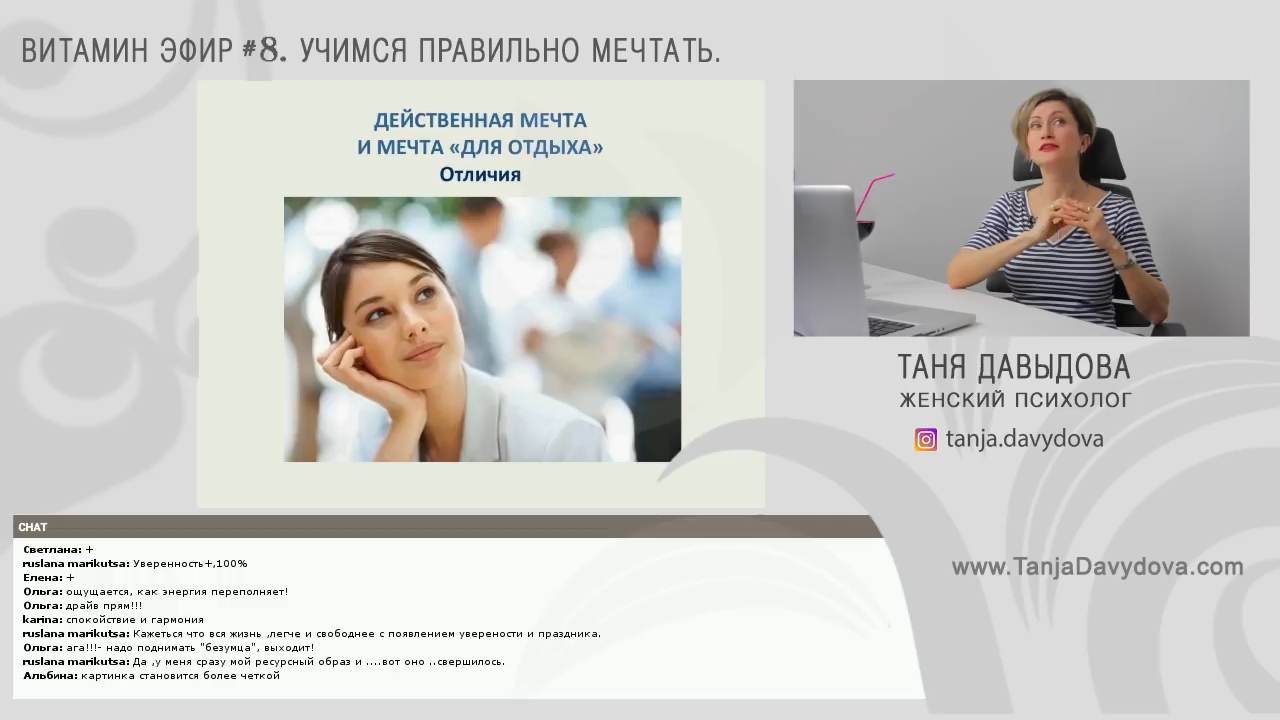 ВИТАМИН ЭФИР #8. УЧИМСЯ ПРАВИЛЬНО МЕЧТАТЬ.
ДЕЙСТВЕННАЯ МЕЧТА
И МЕЧТА «ДЛЯ ОТДЫХА»
Отличия
ТАНЯ ДАВЫДОВА
ЖЕНСКИЙ ПСИХОЛОГ
tanja.davydova
CHAT
Светлана: +
ruslana marikutsa: Уверенность+,100%
Елена: +
Ольга: ощущается, как энергия переполняет!
Ольга: драйв прям!!!
karina: спокойствие и гармония
ruslana marikutsa: Кажеться что вся жизнь ,легче и свободнее с появлением уверености и праздника.
Ольга: ага!!!- надо поднимать "безумца", выходит!
ruslana marikutsa: Да ,у меня сразу мой ресурсный образ и ....вот оно ..свершилось.
Альбина: картинка становится более четкой
www.TanjaDavydova.com